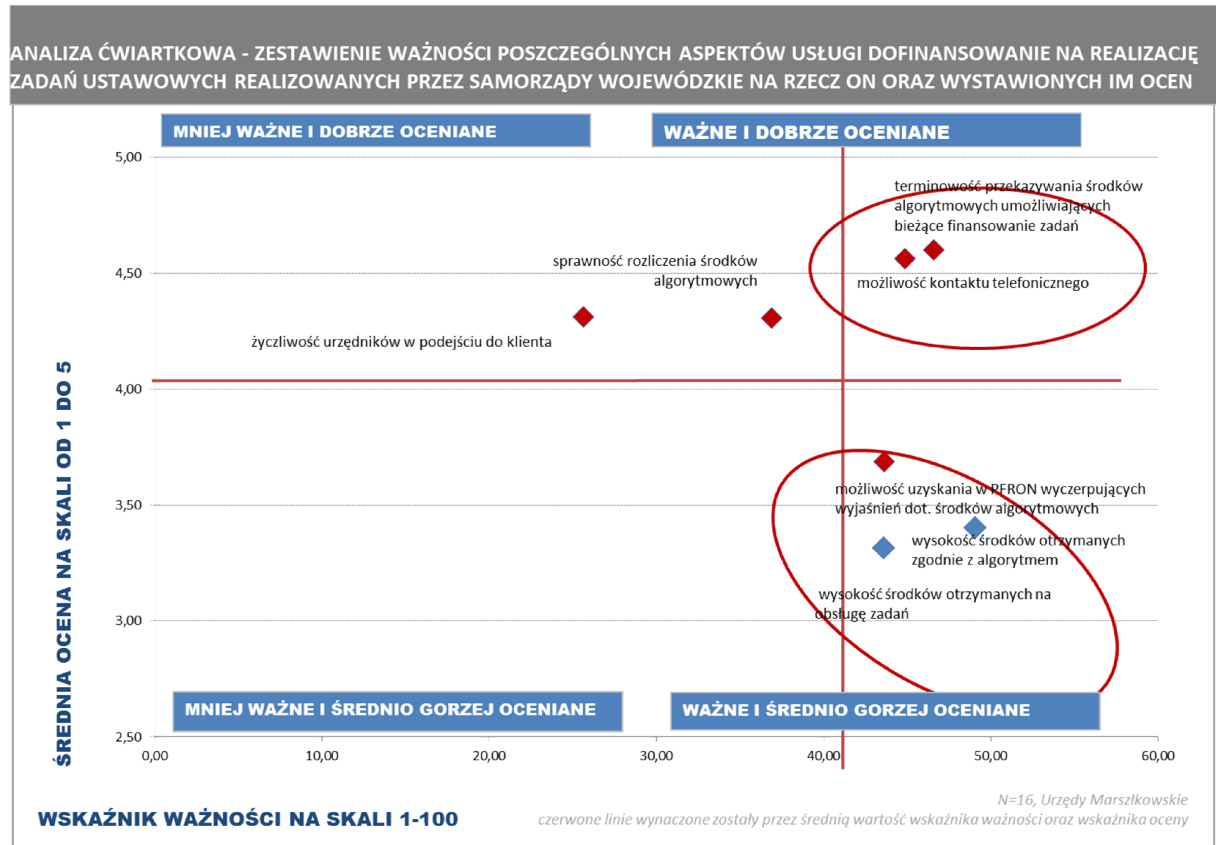 ANALIZA ĆWIARTKOWA - ZESTAWIENIE WAŻNOŚCI POSZCZEGÓLNYCH ASPEKTÓW USŁUGI DOFINANSOWANIE NA REALIZACJĘ
ZADAŃ USTAWOWYCH REALIZOWANYCH PRZEZ SAMORZĄDY WOJEWÓDZKIE NA RZECZ ON ORAZ WYSTAWIONYCH IM OCEN
MNIEJ WAŻNE I DOBRZE OCENIANE
WAŻNE I DOBRZE OCENIANE
5,00
terminowość przekazywania środków
algorytmowych umożliwiających
bieżące finansowanie zadań
sprawność rozliczenia środków
algorytmowych
4,50
możliwość kontaktu telefonicznego
życzliwość urzędników w podejściu do klienta
4,00
możliwość uzyskania w PFRON wyczerpujących
wyjaśnień dot. środków algorytmowych
3,50
wysokość środków otrzymanych
zgodnie z algorytmem
wysokość środków otrzymanych na
obsługę zadań
3,00
MNIEJ WAŻNE I ŚREDNIO GORZEJ OCENIANE
WAŻNE I ŚREDNIO GORZEJ OCENIANE
2,50
0,00 10,00 20,00 30,00 40,00 50,00 60,00
ŚREDNIA OCENA NA SKALI OD 1 DO 5
WSKAŹNIK WAŻNOŚCI NA SKALI 1-100
N=16, Urzędy Marszłkowskie
czerwone linie wynaczone zostały przez średnią wartość wskaźnika ważności oraz wskaźnika oceny